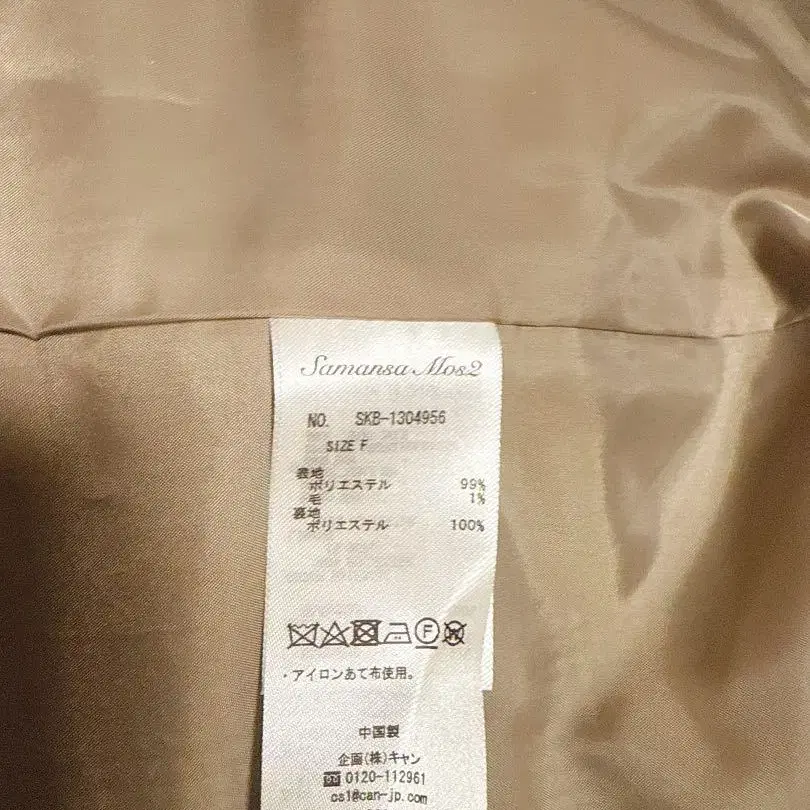 Samansa Mos2
NO. SKB-1304956
SIZE F
表地
ポリエステル 99%
毛 1%
裏地
ポリエステル 100%
F W
・アイロンあて布使用。
中国製
企画(株)キャン
0120-112961
cs1@can-jp.com